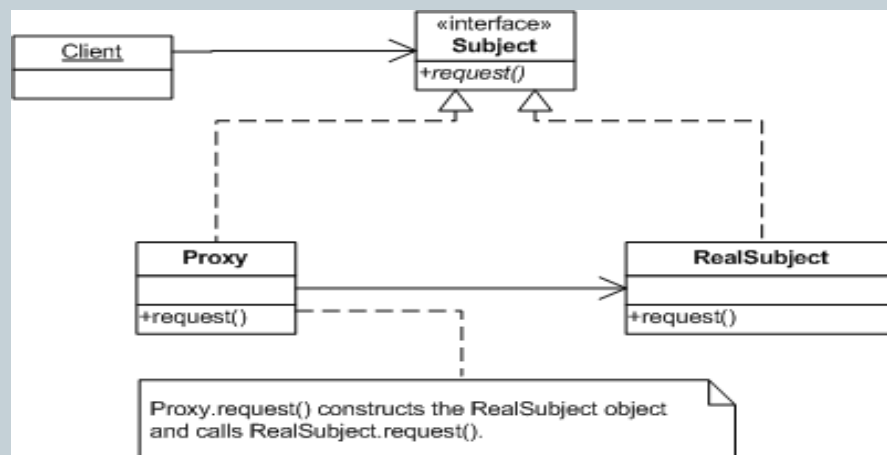 «interface»
Subject
+request()
Client
Proxy
+request()
RealSubject
+request()
Proxy.request() constructs the RealSubject object
and calls RealSubject.request().